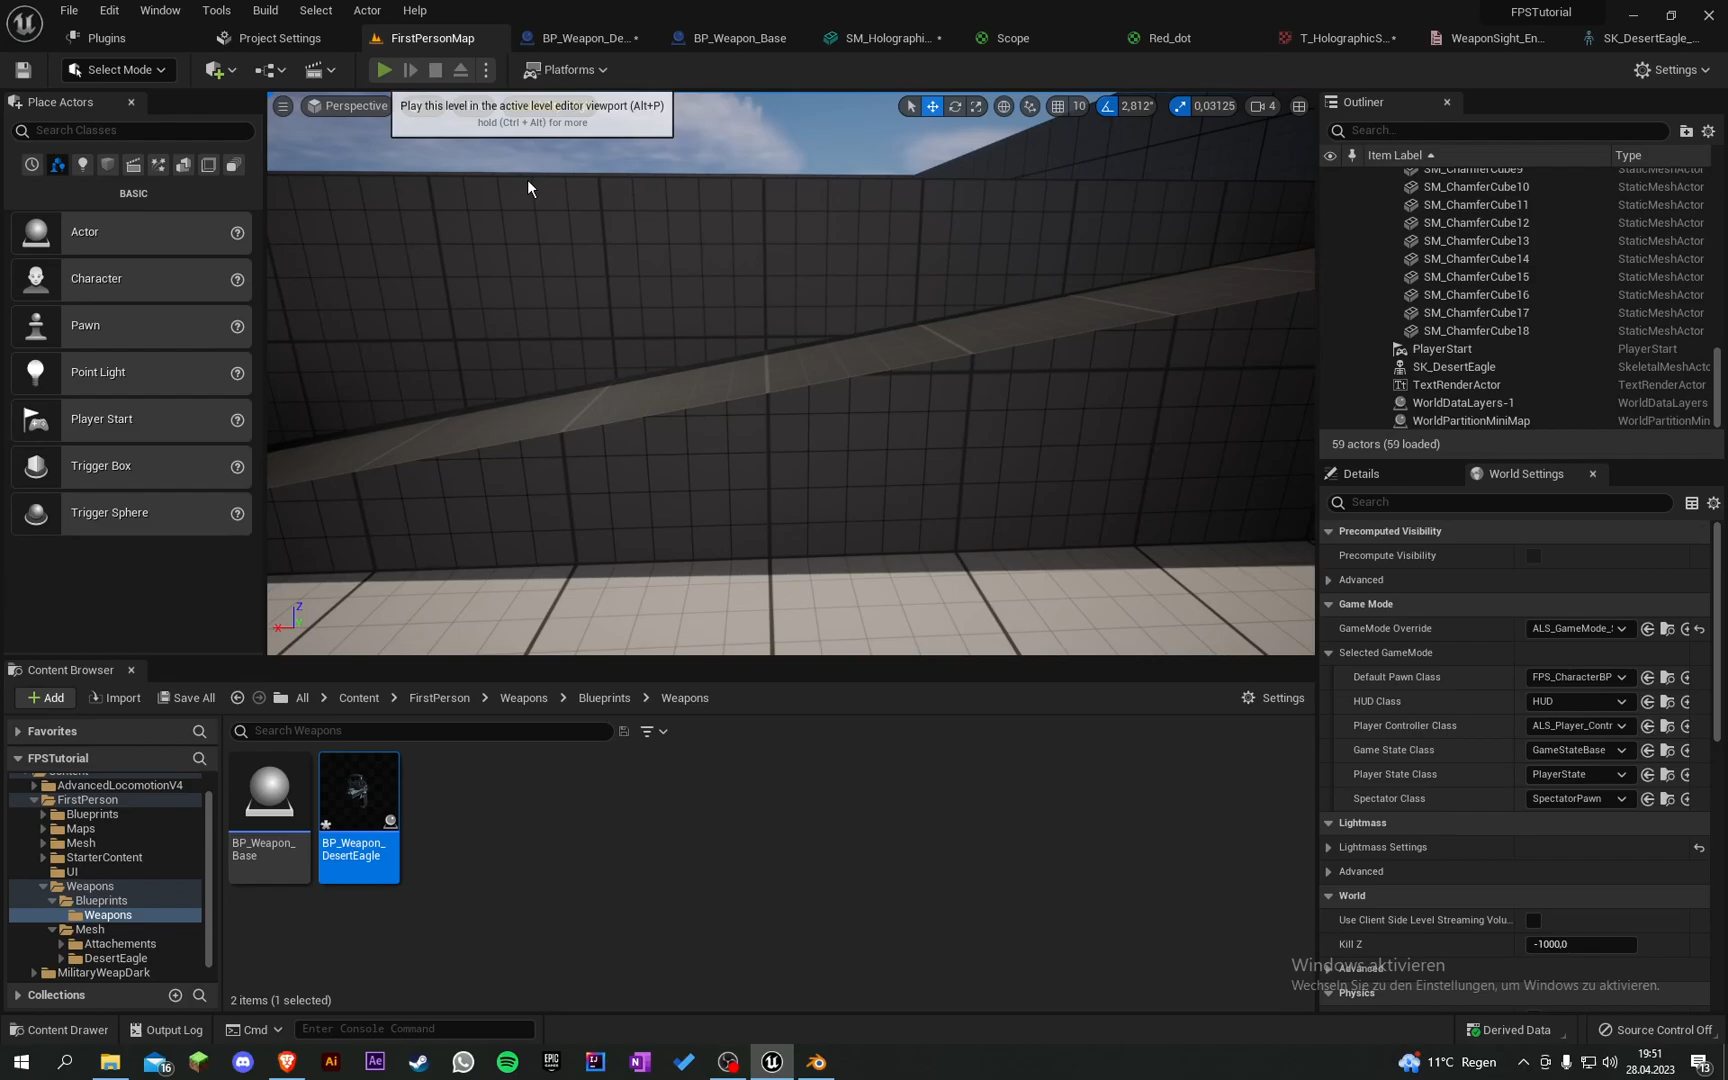 File Edit Window Tools Build Select Actor Help
FPSTutorial
Plugins Project Settings FirstPersonMap BP_Weapon_De...* BP_Weapon_Base SM_Holographi...* Scope Red_dot T_HolographicS...* WeaponSight_En... SK_DesertEagle_...
Select Mode Platforms Settings
Place Actors
Search Classes
BASIC
Actor
Character
Pawn
Point Light
Player Start
Trigger Box
Trigger Sphere
Perspective
Play this level in the active level editor viewport (Alt+P)
hold (Ctrl + Alt) for more
10 2,812° 0,03125 4
Z
X
Outliner
Search...
Item Label Type
SM_ChamferCube9 StaticMeshActor
SM_ChamferCube10 StaticMeshActor
SM_ChamferCube11 StaticMeshActor
SM_ChamferCube12 StaticMeshActor
SM_ChamferCube13 StaticMeshActor
SM_ChamferCube14 StaticMeshActor
SM_ChamferCube15 StaticMeshActor
SM_ChamferCube16 StaticMeshActor
SM_ChamferCube17 StaticMeshActor
SM_ChamferCube18 StaticMeshActor
PlayerStart PlayerStart
SK_DesertEagle SkeletalMeshActo
TextRenderActor TextRenderActor
WorldDataLayers-1 WorldDataLayers
WorldPartitionMiniMap WorldPartitionMin
59 actors (59 loaded)
Details World Settings
Search
Precomputed Visibility
Precompute Visibility
Advanced
Game Mode
GameMode Override ALS_GameMode_
Selected GameMode
Default Pawn Class FPS_CharacterBP
HUD Class HUD
Player Controller Class ALS_Player_Contr
Game State Class GameStateBase
Player State Class PlayerState
Spectator Class SpectatorPawn
Lightmass
Lightmass Settings
Advanced
World
Use Client Side Level Streaming Volu...
Kill Z -1000,0
Advanced
Physics
Windows aktivieren
Wechseln Sie zu den Einstellungen, um Windows zu aktivieren.
Content Browser
Add Import Save All All Content FirstPerson Weapons Blueprints Weapons Settings
Favorites
FPSTutorial
Content
AdvancedLocomotionV4
FirstPerson
Blueprints
Maps
Mesh
StarterContent
UI
Weapons
Blueprints
Weapons
Mesh
Attachements
DesertEagle
MilitaryWeapDark
Collections
Search Weapons
BP_Weapon_
Base
BP_Weapon_
DesertEagle
2 items (1 selected)
Content Drawer Output Log Cmd Enter Console Command Derived Data Source Control Off
16
Ai
Ae
11°C Regen
19:51
28.04.2023
13